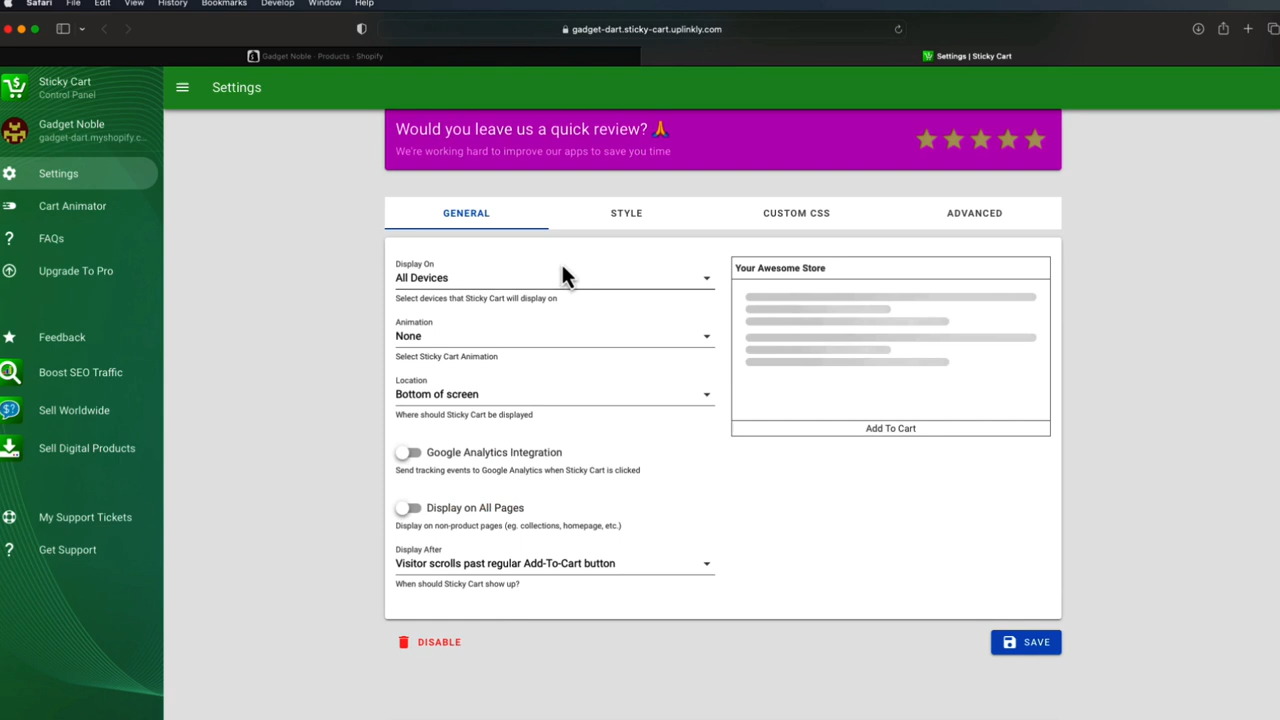 Safari File Edit View History Bookmarks Develop Window Help
gadget-dart.sticky-cart.uplinkly.com
Gadget Noble · Products · Shopify
Settings | Sticky Cart
Sticky Cart
Control Panel
Settings
Gadget Noble
gadget-dart.myshopify.c...
Settings
Cart Animator
FAQs
Upgrade To Pro
Feedback
Boost SEO Traffic
Sell Worldwide
Sell Digital Products
My Support Tickets
Get Support
Would you leave us a quick review? 🙏
We're working hard to improve our apps to save you time
GENERAL STYLE CUSTOM CSS ADVANCED
Display On
All Devices
Select devices that Sticky Cart will display on
Animation
None
Select Sticky Cart Animation
Location
Bottom of screen
Where should Sticky Cart be displayed
Google Analytics Integration
Send tracking events to Google Analytics when Sticky Cart is clicked
Display on All Pages
Display on non-product pages (eg. collections, homepage, etc.)
Display After
Visitor scrolls past regular Add-To-Cart button
When should Sticky Cart show up?
Your Awesome Store
Add To Cart
DISABLE
SAVE